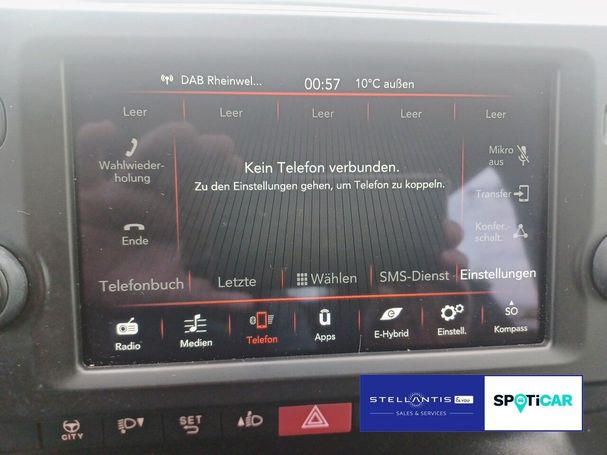 DAB Rheinwel... 00:57 10°C außen
Leer Leer Leer Leer Leer
Wahlwieder-
holung
Kein Telefon verbunden.
Zu den Einstellungen gehen, um Telefon zu koppeln.
Mikro
aus
Transfer
Ende
Konfer.-
schalt.
Telefonbuch Letzte Wählen SMS-Dienst Einstellungen
Radio Medien Telefon Apps E-Hybrid Einstell. SO
Kompass
CITY SET
STELLANTIS &YOU
SALES & SERVICES
SPOTiCAR